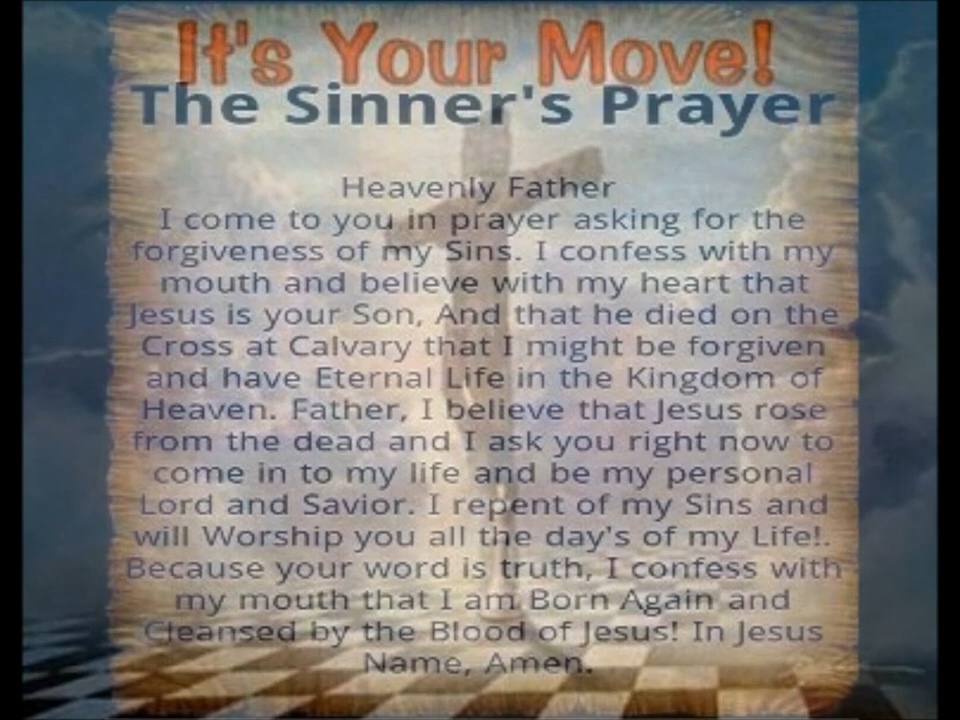 It's Your Move!
The Sinner's Prayer
Heavenly Father
I come to you in prayer asking for the
forgiveness of my Sins. I confess with my
mouth and believe with my heart that
Jesus is your Son, And that he died on the
Cross at Calvary that I might be forgiven
and have Eternal Life in the Kingdom of
Heaven. Father, I believe that Jesus rose
from the dead and I ask you right now to
come in to my life and be my personal
Lord and Savior. I repent of my Sins and
will Worship you all the day's of my Life!.
Because your word is truth, I confess with
my mouth that I am Born Again and
Cleansed by the Blood of Jesus! In Jesus
Name, Amen.